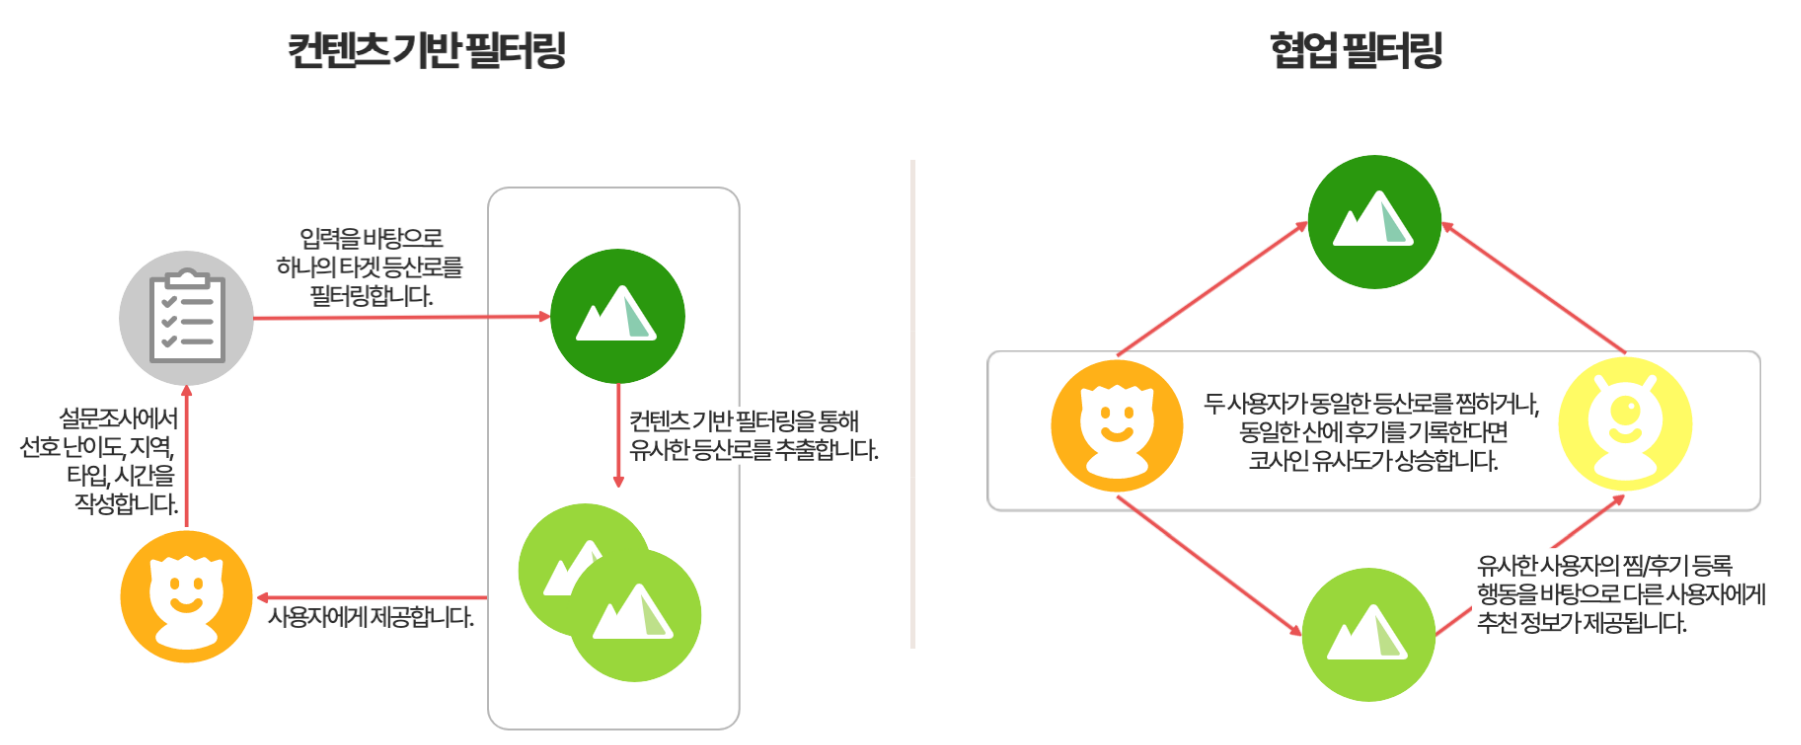 컨텐츠 기반 필터링
입력을 바탕으로
하나의 타겟 등산로를
필터링합니다.
설문조사에서
선호 난이도, 지역,
타입, 시간을
작성합니다.
컨텐츠 기반 필터링을 통해
유사한 등산로를 추출합니다.
사용자에게 제공합니다.
협업 필터링
두 사용자가 동일한 등산로를 찜하거나,
동일한 산에 후기를 기록한다면
코사인 유사도가 상승합니다.
유사한 사용자의 찜/후기 등록
행동을 바탕으로 다른 사용자에게
추천 정보가 제공됩니다.